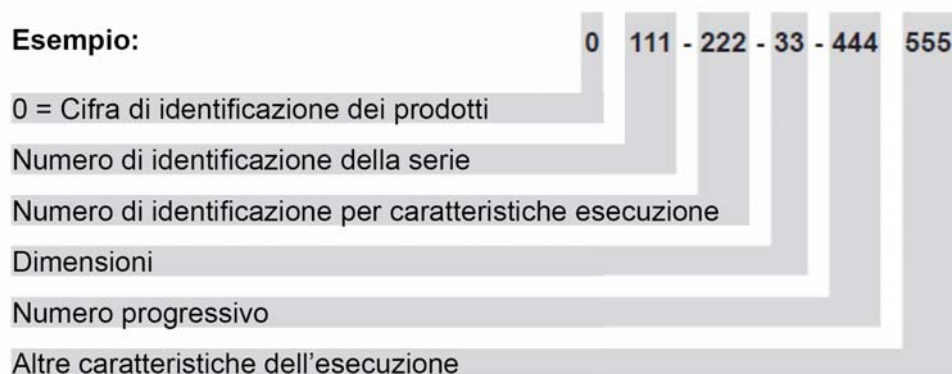 Esempio: 0 111 - 222 - 33 - 444 555
0 = Cifra di identificazione dei prodotti
Numero di identificazione della serie
Numero di identificazione per caratteristiche esecuzione
Dimensioni
Numero progressivo
Altre caratteristiche dell'esecuzione